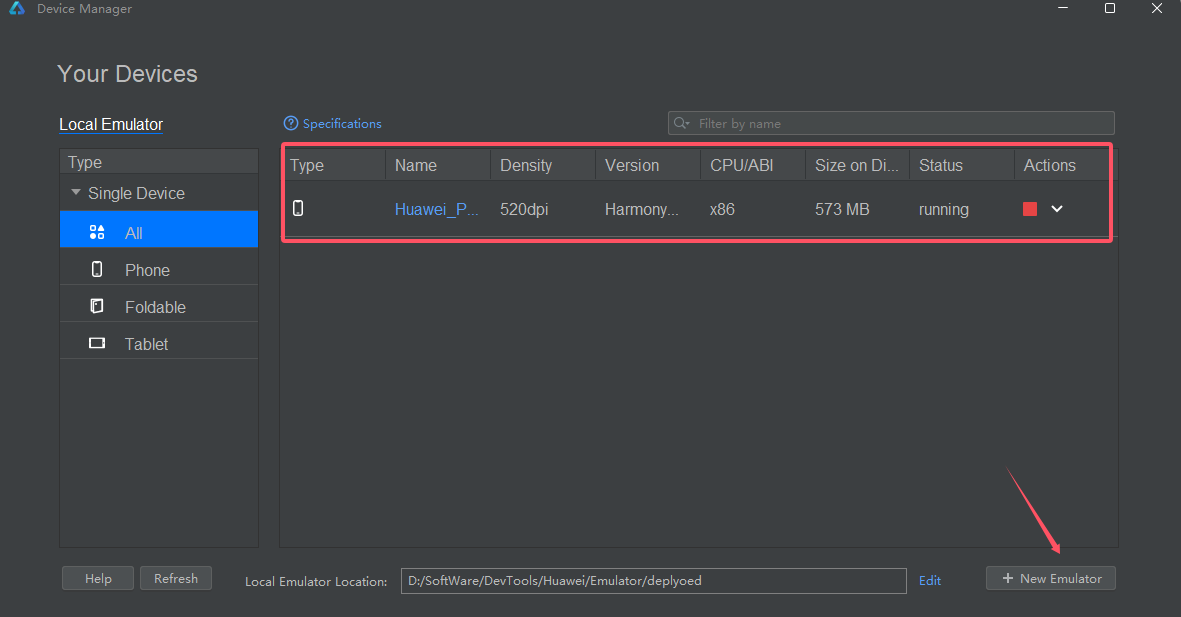 Device Manager
Your Devices
Local Emulator
Specifications
Filter by name
Type
Single Device
All
Phone
Foldable
Tablet
Type Name Density Version CPU/ABI Size on Di... Status Actions
Huawei_P... 520dpi Harmony... x86 573 MB running
Help Refresh Local Emulator Location: D:/SoftWare/DevTools/Huawei/Emulator/deplyoed Edit + New Emulator